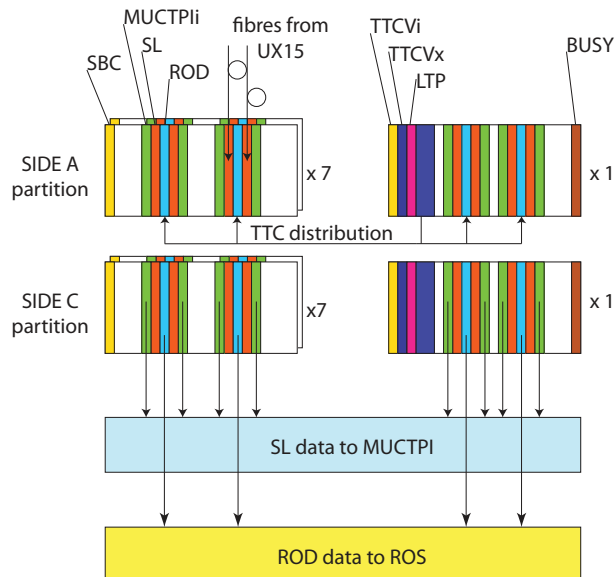 MUCTPIi
SL
SBC
ROD
fibres from
UX15
TTCVi
TTCVx
LTP
BUSY
SIDE A
partition
x 7
x 1
TTC distribution
SIDE C
partition
x7
x 1
SL data to MUCTPI
ROD data to ROS